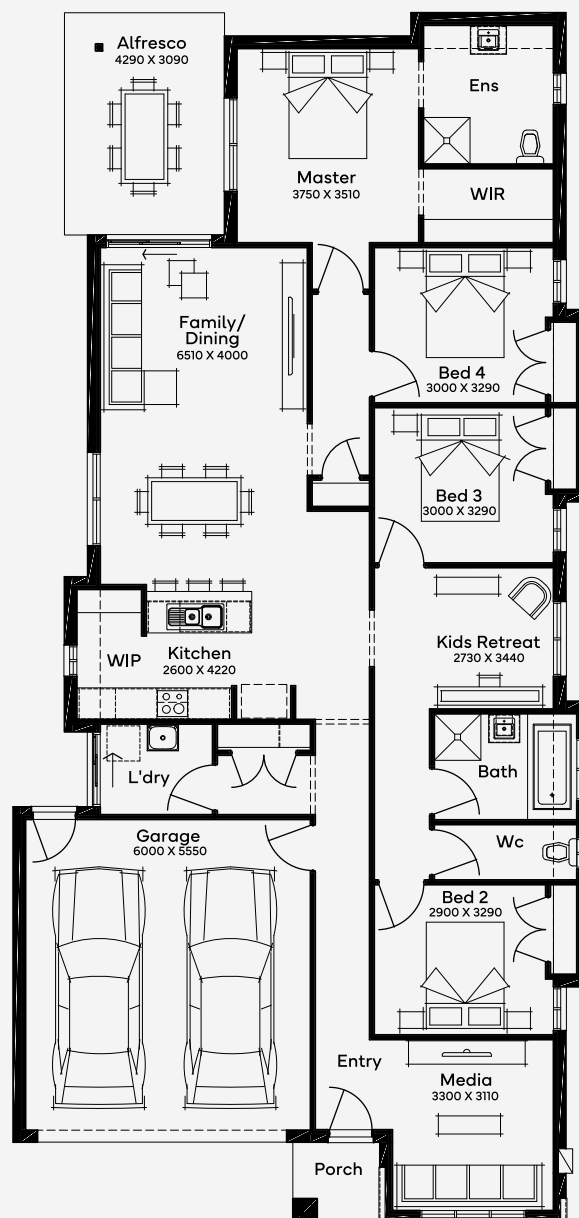 Alfresco
4290 X 3090
Ens
Master
3750 X 3510
WIR
Family/
Dining
6510 X 4000
Bed 4
3000 X 3290
Bed 3
3000 X 3290
Kids Retreat
2730 X 3440
WIP
Kitchen
2600 X 4220
L'dry
Bath
Garage
6000 X 5550
Wc
Bed 2
2900 X 3290
Entry
Media
3300 X 3110
Porch